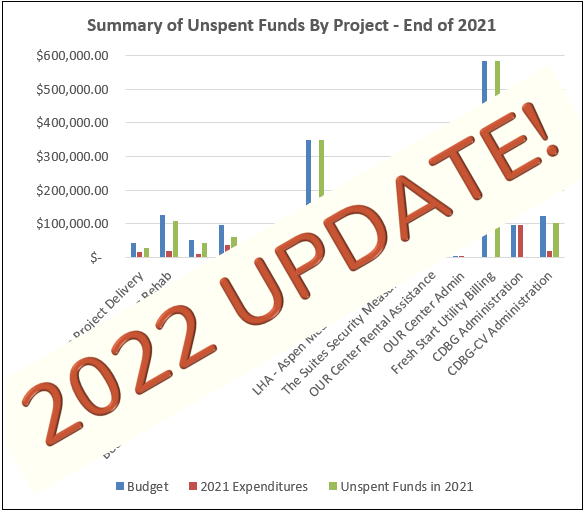 Summary of Unspent Funds By Project - End of 2021
$600,000.00
$500,000.00
$400,000.00
$300,000.00
$200,000.00
$100,000.00
$-
Project Delivery
Rehab
LHA - Aspen
The Suites Security
OUR Center Rental Assistance
OUR Center Admin
Fresh Start Utility Billing
CDBG Administration
CDBG-CV Administration
2022 UPDATE!
Budget
2021 Expenditures
Unspent Funds in 2021